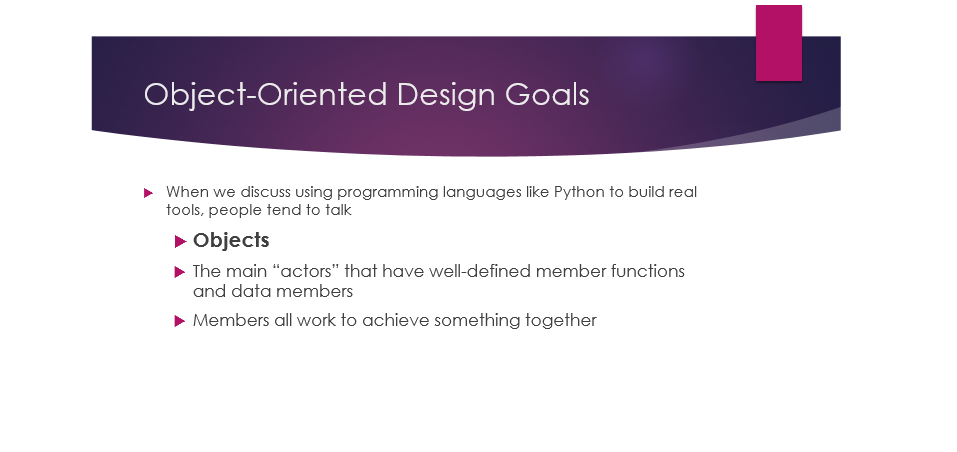 Object-Oriented Design Goals
When we discuss using programming languages like Python to build real
tools, people tend to talk
Objects
The main “actors” that have well-defined member functions
and data members
Members all work to achieve something together